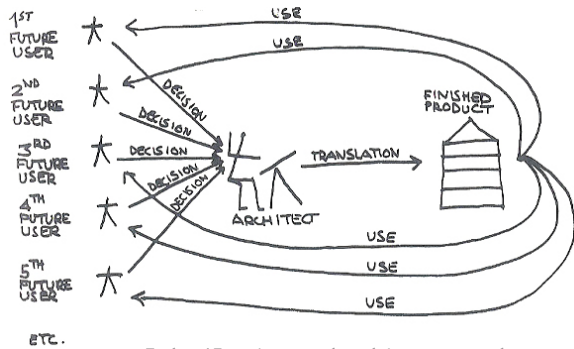 1ST
FUTURE
USER
USE
USE
2ND
FUTURE
USER
DECISION
FINISHED
PRODUCT
DECISION
3RD
FUTURE
USER
DECISION
TRANSLATION
DECISION
4TH
FUTURE
USER
DECISION
ARCHITECT
USE
USE
5TH
FUTURE
USER
USE
ETC.